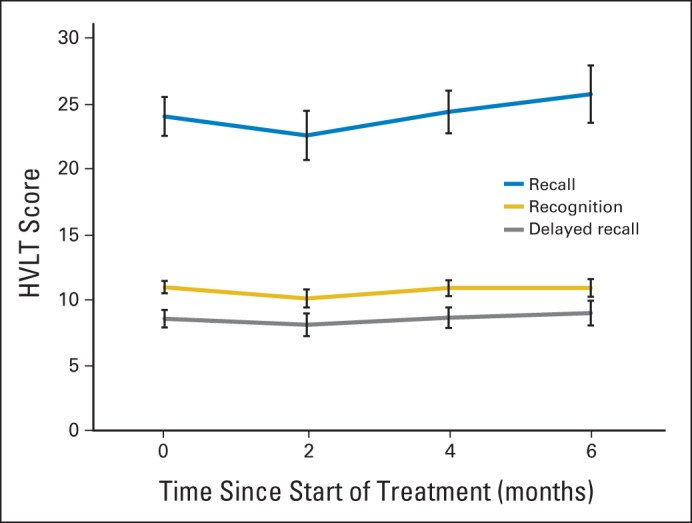 30
25
20
15
10
5
0
HVLT Score
Recall
Recognition
Delayed recall
0 2 4 6
Time Since Start of Treatment (months)